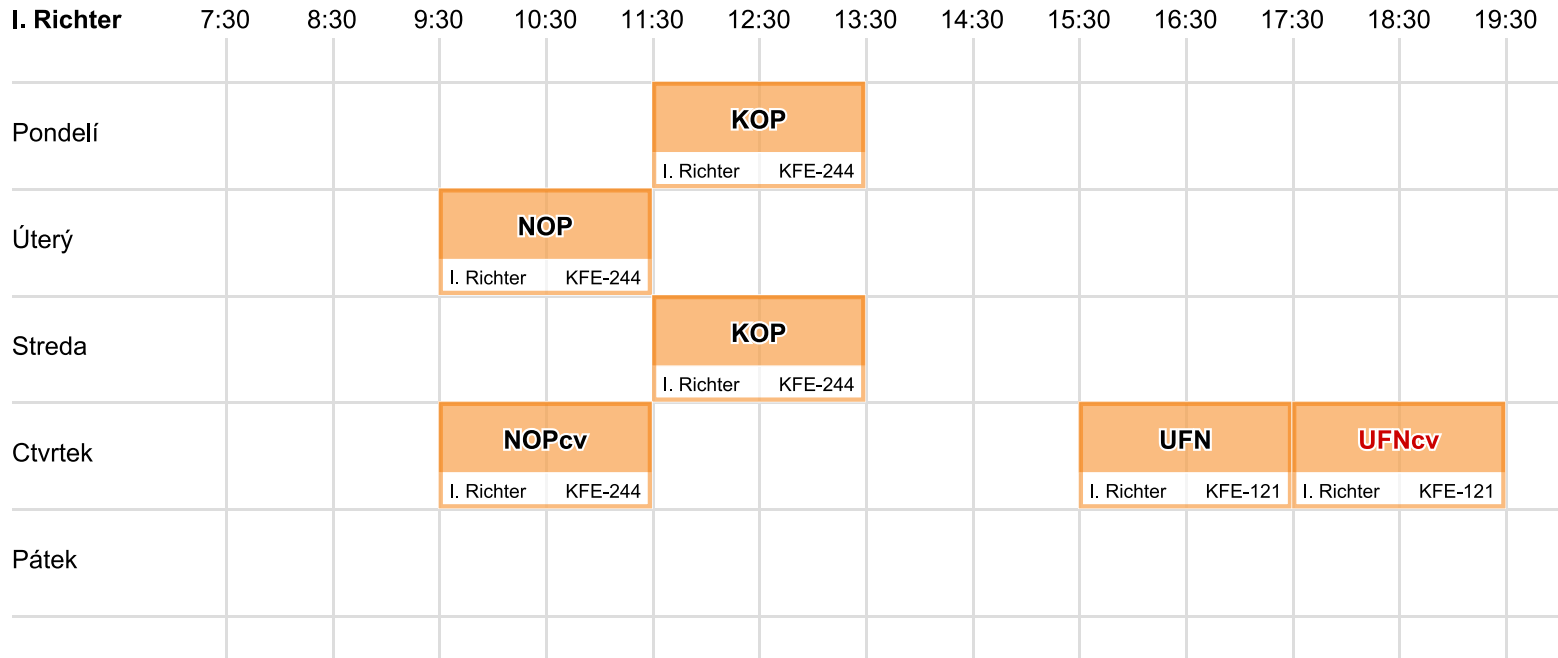 I. Richter 7:30 8:30 9:30 10:30 11:30 12:30 13:30 14:30 15:30 16:30 17:30 18:30 19:30
Pondelí
KOP
I. Richter KFE-244
Úterý
NOP
I. Richter KFE-244
Streda
KOP
I. Richter KFE-244
Ctvrtek
NOPcv UFN UFNcv
I. Richter KFE-244 I. Richter KFE-121 I. Richter KFE-121
Pátek